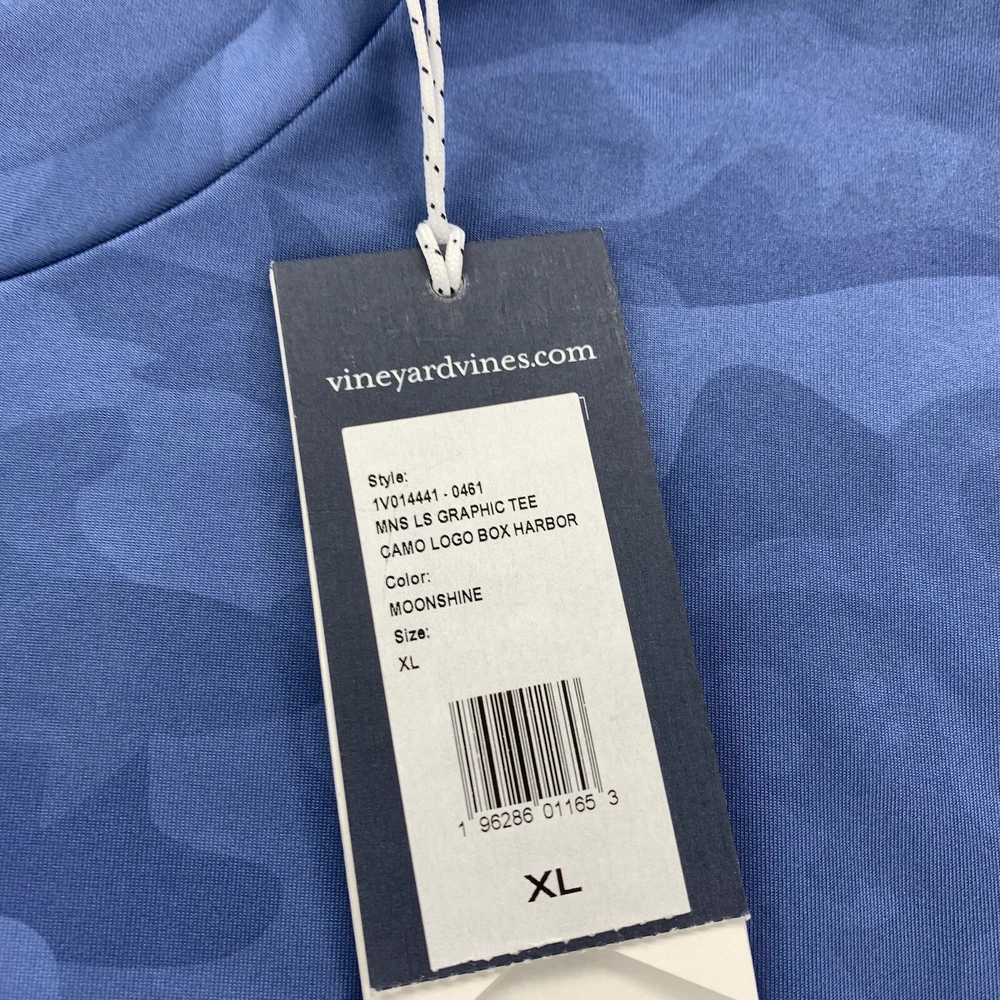 vineyardvines.com
Style:
1V014441 - 0461
MNS LS GRAPHIC TEE
CAMO LOGO BOX HARBOR
Color:
MOONSHINE
Size:
XL
1 96286 01165 3
XL